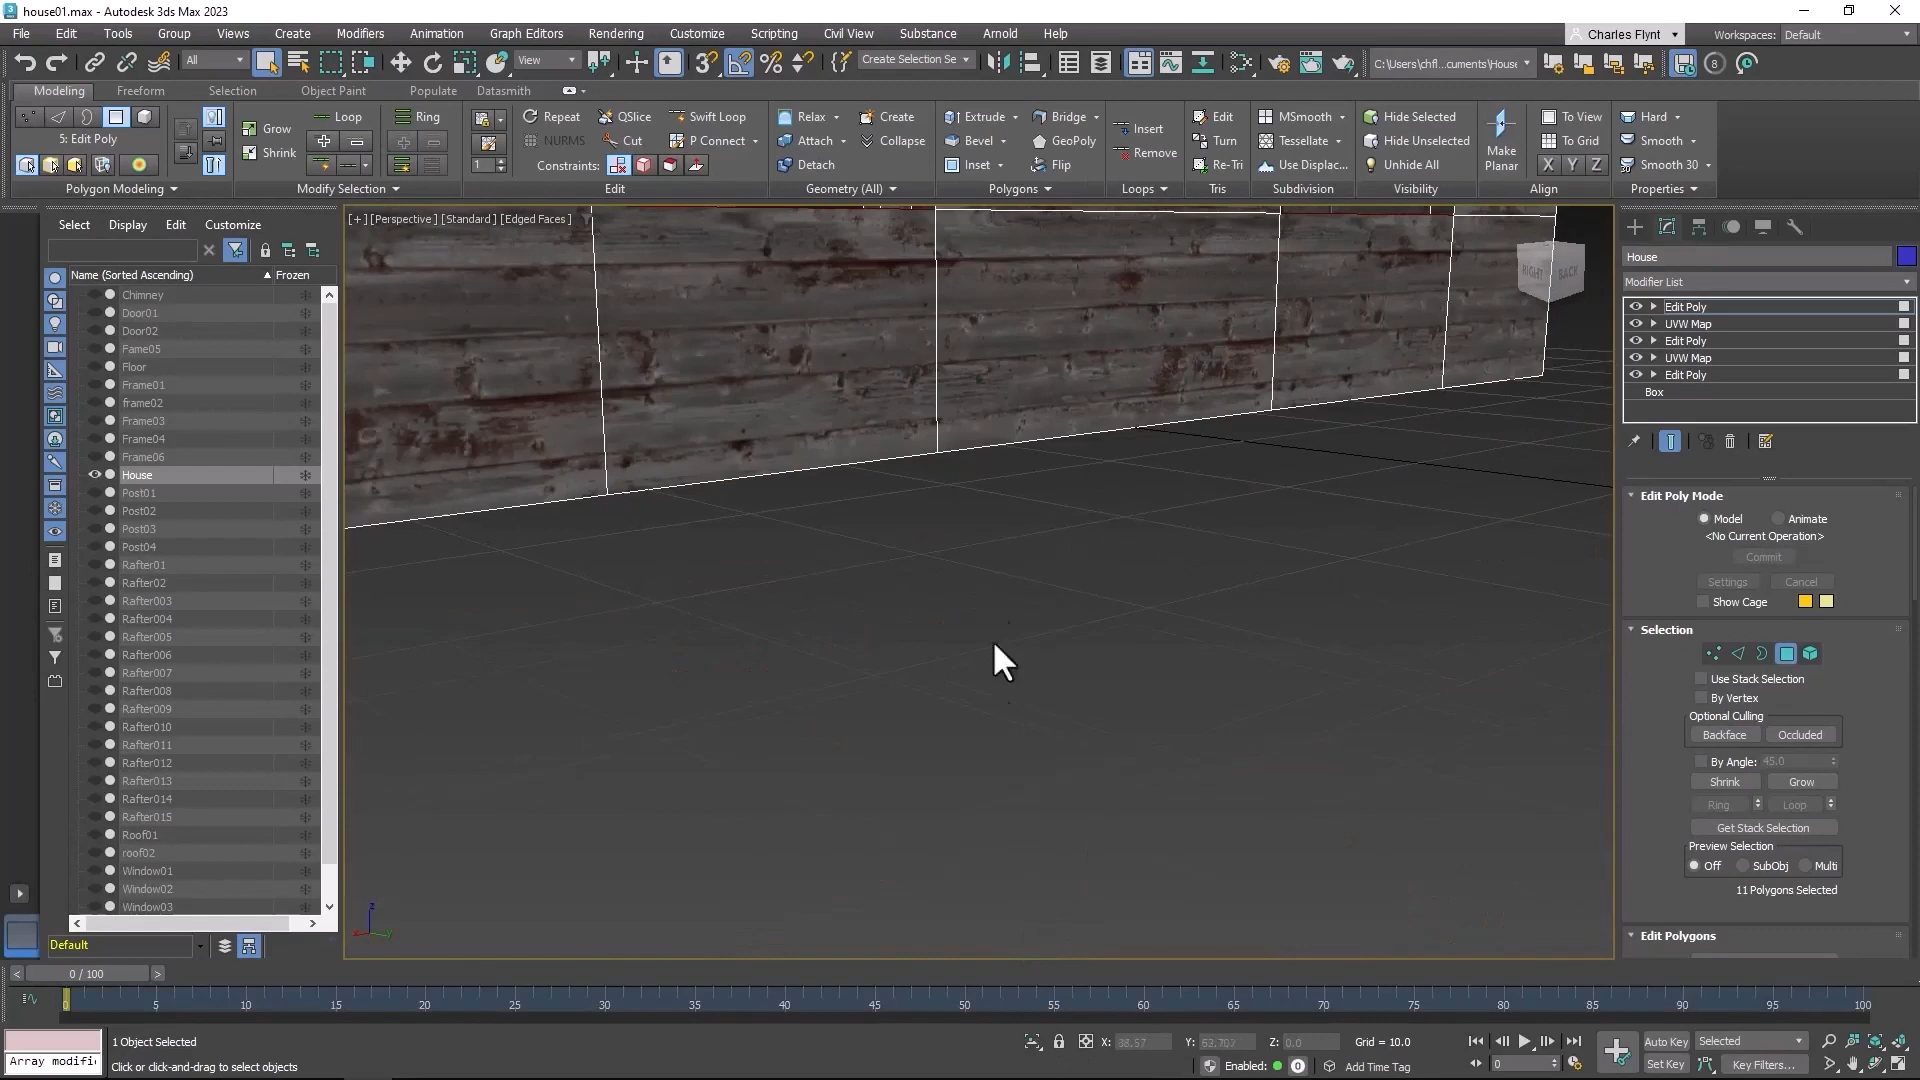 house01.max - Autodesk 3ds Max 2023
File Edit Tools Group Views Create Modifiers Animation Graph Editors Rendering Customize Scripting Civil View Substance Arnold Help
Charles Flynt
Workspaces: Default
All
View
Create Selection Se
C:\Users\chfl...cuments\House
Modeling Freeform Selection Object Paint Populate Datasmith
5: Edit Poly
Polygon Modeling
Grow
Shrink
Loop
Ring
Modify Selection
1
Repeat QSlice Swift Loop
NURMS Cut P Connect
Constraints:
Edit
Relax Create
Attach Collapse
Detach
Geometry (All)
Extrude Bridge
Bevel GeoPoly
Inset Flip
Polygons
Insert
Remove
Loops
Edit
Turn
Re-Tri
Tris
MSmooth
Tessellate
Use Displac...
Subdivision
Hide Selected
Hide Unselected
Unhide All
Visibility
Make
Planar
To View
To Grid
X Y Z
Align
Hard
Smooth
Smooth 30
Properties
Select Display Edit Customize
Name (Sorted Ascending) Frozen
Chimney
Door01
Door02
Fame05
Floor
Frame01
frame02
Frame03
Frame04
Frame06
House
Post01
Post02
Post03
Post04
Rafter01
Rafter02
Rafter003
Rafter004
Rafter005
Rafter006
Rafter007
Rafter008
Rafter009
Rafter010
Rafter011
Rafter012
Rafter013
Rafter014
Rafter015
Roof01
roof02
Window01
Window02
Window03
Default
[+] [Perspective] [Standard] [Edged Faces]
RIGHT BACK
House
Modifier List
Edit Poly
UVW Map
Edit Poly
UVW Map
Edit Poly
Box
Edit Poly Mode
Model Animate
<No Current Operation>
Commit
Settings Cancel
Show Cage
Selection
Use Stack Selection
By Vertex
Optional Culling
Backface Occluded
By Angle: 45.0
Shrink Grow
Ring Loop
Get Stack Selection
Preview Selection
Off SubObj Multi
11 Polygons Selected
Edit Polygons
< 0 / 100 >
0 5 10 15 20 25 30 35 40 45 50 55 60 65 70 75 80 85 90 95 100
1 Object Selected
X: 38.57 Y: 53.707 Z: 0.0 Grid = 10.0
Auto Key Selected
Array modifi
Click or click-and-drag to select objects
Enabled: 0 Add Time Tag
0
Set Key Key Filters...